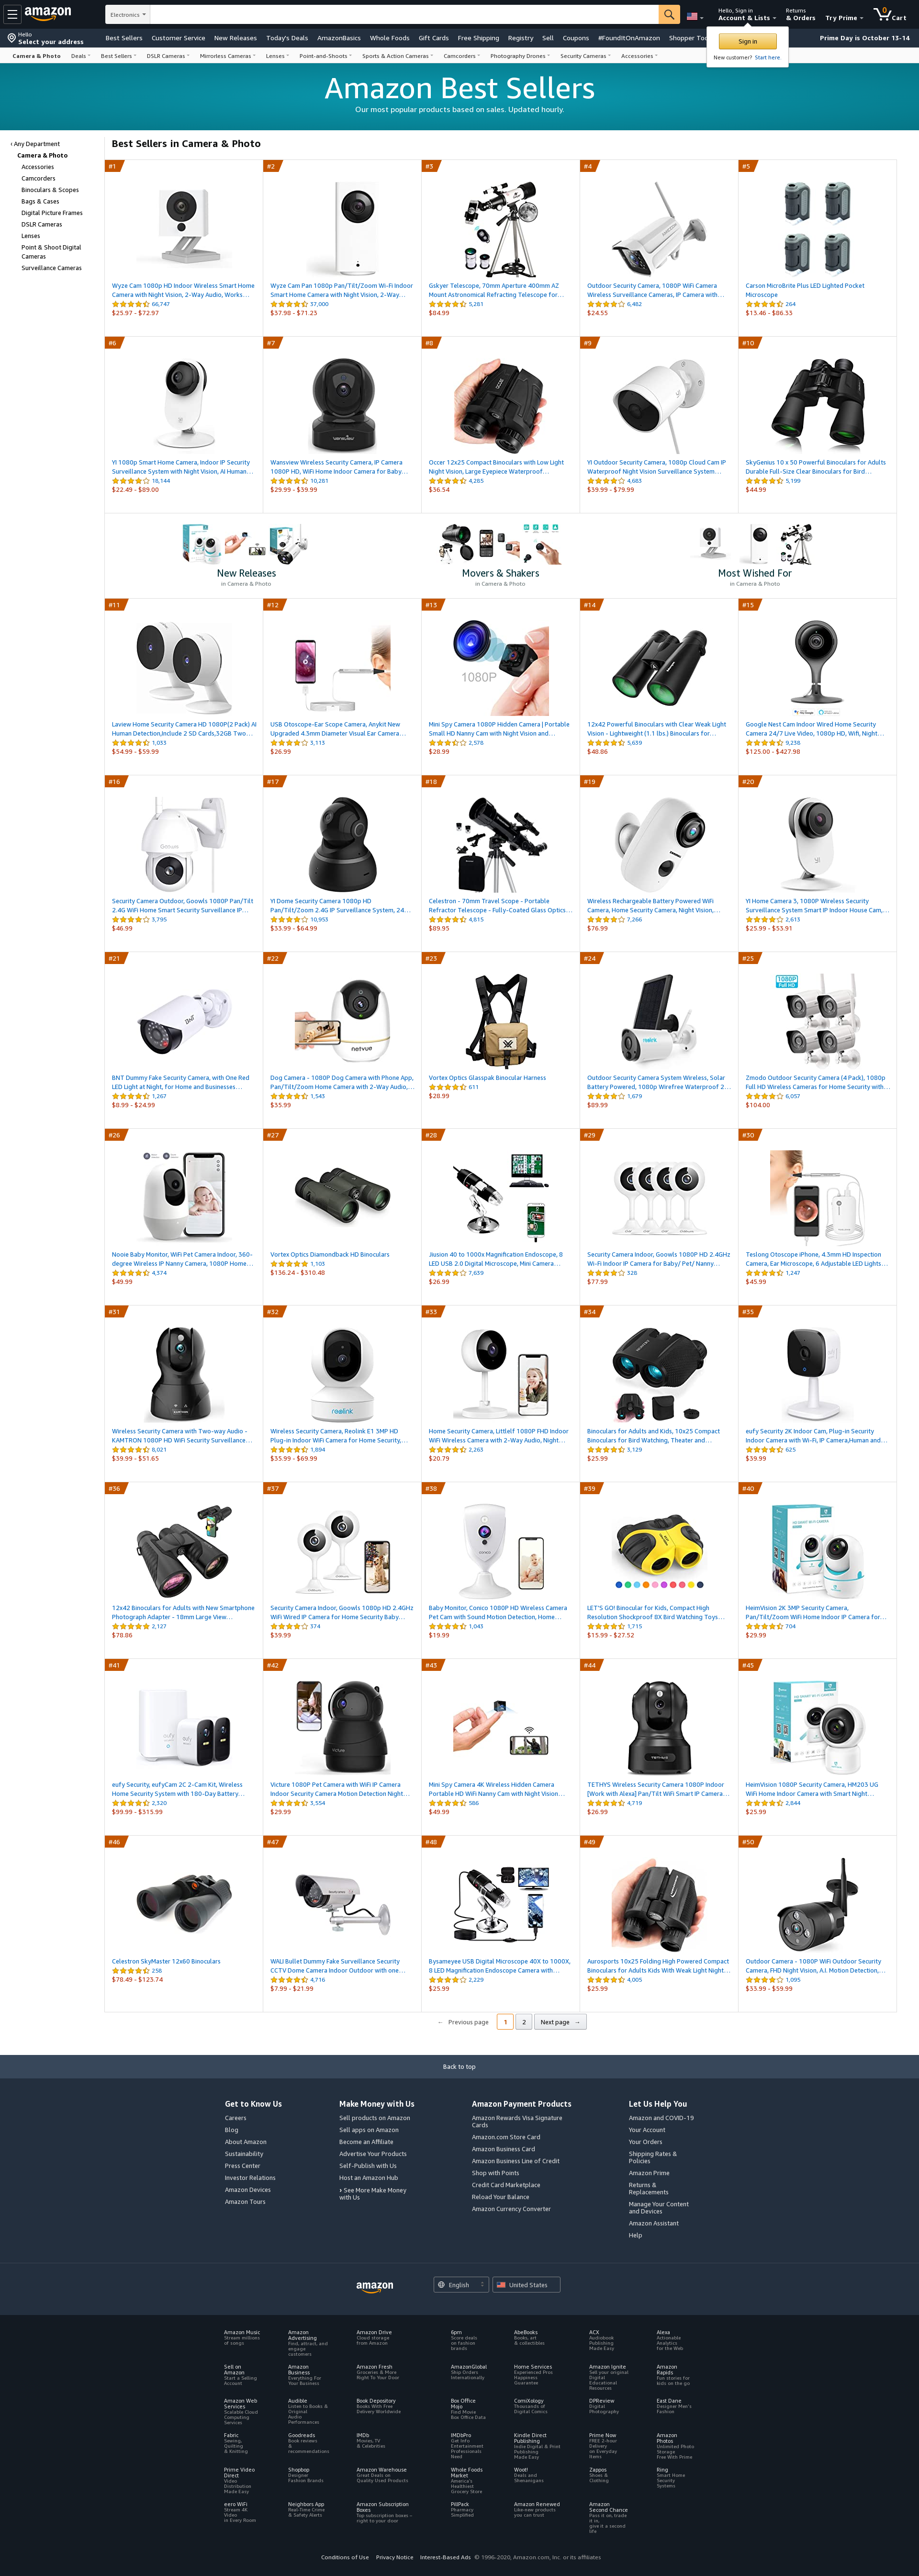 amazon
Electronics
Hello, Sign in
Account & Lists
Returns
& Orders
Try Prime
0
Cart
Hello
Select your address
Best Sellers
Customer Service
New Releases
Today's Deals
AmazonBasics
Whole Foods
Gift Cards
Free Shipping
Registry
Sell
Coupons
#FoundItOnAmazon
Prime Day is October 13-14
Sign in
New customer? Start here.
Camera & Photo
Deals
Best Sellers
DSLR Cameras
Mirrorless Cameras
Lenses
Point-and-Shoots
Sports & Action Cameras
Camcorders
Photography Drones
Security Cameras
Accessories
Amazon Best Sellers
Our most popular products based on sales. Updated hourly.
‹ Any Department
Camera & Photo
Accessories
Camcorders
Binoculars & Scopes
Bags & Cases
Digital Picture Frames
DSLR Cameras
Lenses
Point & Shoot Digital
Cameras
Surveillance Cameras
Best Sellers in Camera & Photo
#1
Wyze Cam 1080p HD Indoor Wireless Smart Home
Camera with Night Vision, 2-Way Audio, Works…
66,747
$25.97 - $72.97
#2
Wyze Cam Pan 1080p Pan/Tilt/Zoom Wi-Fi Indoor
Smart Home Camera with Night Vision, 2-Way…
37,000
$37.98 - $71.23
#3
Gskyer Telescope, 70mm Aperture 400mm AZ
Mount Astronomical Refracting Telescope for…
5,281
$84.99
#4
Outdoor Security Camera, 1080P WiFi Camera
Wireless Surveillance Cameras, IP Camera with…
6,482
$24.55
#5
Carson MicroBrite Plus LED Lighted Pocket
Microscope
264
$13.46 - $86.33
#6
YI 1080p Smart Home Camera, Indoor IP Security
Surveillance System with Night Vision, AI Human…
18,144
$22.49 - $89.00
#7
Wansview Wireless Security Camera, IP Camera
1080P HD, WiFi Home Indoor Camera for Baby…
10,281
$29.99 - $39.99
#8
Occer 12x25 Compact Binoculars with Low Light
Night Vision, Large Eyepiece Waterproof…
4,285
$36.54
#9
YI Outdoor Security Camera, 1080p Cloud Cam IP
Waterproof Night Vision Surveillance System…
4,683
$39.99 - $79.99
#10
SkyGenius 10 x 50 Powerful Binoculars for Adults
Durable Full-Size Clear Binoculars for Bird…
5,199
$44.99
New Releases
in Camera & Photo
Movers & Shakers
in Camera & Photo
Most Wished For
in Camera & Photo
#11
Laview Home Security Camera HD 1080P(2 Pack) AI
Human Detection,Include 2 SD Cards,32GB Two…
1,033
$54.99 - $59.99
#12
USB Otoscope-Ear Scope Camera, Anykit New
Upgraded 4.3mm Diameter Visual Ear Camera…
3,113
$26.99
#13
1080P
Mini Spy Camera 1080P Hidden Camera | Portable
Small HD Nanny Cam with Night Vision and…
2,576
$28.99
#14
12x42 Powerful Binoculars with Clear Weak Light
Vision - Lightweight (1.1 lbs.) Binoculars for…
5,639
$48.86
#15
Google Nest Cam Indoor Wired Home Security
Camera 24/7 Live Video, 1080p HD, Wifi, Night…
9,236
$125.00 - $427.98
#16
Security Camera Outdoor, Goowls 1080P Pan/Tilt
2.4G WiFi Home Smart Security Surveillance IP…
3,795
$46.99
#17
YI Dome Security Camera 1080p HD
Pan/Tilt/Zoom 2.4G IP Surveillance System, 24…
10,953
$33.99 - $64.99
#18
Celestron - 70mm Travel Scope - Portable
Refractor Telescope - Fully-Coated Glass Optics…
4,815
$89.95
#19
Wireless Rechargeable Battery Powered WiFi
Camera, Home Security Camera, Night Vision,…
7,266
$76.99
#20
YI Home Camera 3, 1080P Wireless Security
Surveillance System Smart IP Indoor House Cam,…
2,613
$25.99 - $53.91
#21
BNT Dummy Fake Security Camera, with One Red
LED Light at Night, for Home and Businesses…
1,267
$8.99 - $24.99
#22
netvue
Dog Camera - 1080P Dog Camera with Phone App,
Pan/Tilt/Zoom Home Camera with 2-Way Audio,…
1,543
$35.99
#23
Vortex Optics Glasspak Binocular Harness
611
$28.99
#24
Outdoor Security Camera System Wireless, Solar
Battery Powered, 1080p Wirefree Waterproof 2…
1,679
$89.99
#25
1080P
Full HD
Zmodo Outdoor Security Camera (4 Pack), 1080p
Full HD Wireless Cameras for Home Security with…
6,057
$104.00
#26
Nooie Baby Monitor, WiFi Pet Camera Indoor, 360-
degree Wireless IP Nanny Camera, 1080P Home…
4,374
$49.99
#27
Vortex Optics Diamondback HD Binoculars
1,103
$136.24 - $310.48
#28
Jiusion 40 to 1000x Magnification Endoscope, 8
LED USB 2.0 Digital Microscope, Mini Camera…
7,639
$26.99
#29
Security Camera Indoor, Goowls 1080P HD 2.4GHz
Wi-Fi Indoor IP Camera for Baby/ Pet/ Nanny…
328
$77.99
#30
Teslong Otoscope iPhone, 4.3mm HD Inspection
Camera, Ear Microscope, 6 Adjustable LED Lights…
1,247
$45.99
#31
Wireless Security Camera with Two-way Audio -
KAMTRON 1080P HD WiFi Security Surveillance…
8,021
$39.99 - $51.65
#32
reolink
Wireless Security Camera, Reolink E1 3MP HD
Plug-in Indoor WiFi Camera for Home Security,…
1,894
$35.99 - $69.99
#33
Home Security Camera, Littlelf 1080P FHD Indoor
WiFi Wireless Camera with 2-Way Audio, Night…
2,263
$20.79
#34
Binoculars for Adults and Kids, 10x25 Compact
Binoculars for Bird Watching, Theater and…
3,129
$25.99
#35
eufy Security 2K Indoor Cam, Plug-in Security
Indoor Camera with Wi-Fi, IP Camera,Human and…
625
$39.99
#36
12x42 Binoculars for Adults with New Smartphone
Photograph Adapter - 18mm Large View…
2,127
$78.86
#37
Security Camera Indoor, Goowls 1080p HD 2.4GHz
WiFi Wired IP Camera for Home Security Baby…
374
$39.99
#38
Baby Monitor, Conico 1080P HD Wireless Camera
Pet Cam with Sound Motion Detection, Home…
1,043
$19.99
#39
LET'S GO! Binocular for Kids, Compact High
Resolution Shockproof 8X Bird Watching Toys…
1,715
$15.99 - $27.52
#40
HeimVision 2K 3MP Security Camera,
Pan/Tilt/Zoom WiFi Home Indoor IP Camera for…
704
$29.99
#41
eufy Security, eufyCam 2C 2-Cam Kit, Wireless
Home Security System with 180-Day Battery…
2,320
$99.99 - $315.99
#42
Victure 1080P Pet Camera with WiFi IP Camera
Indoor Security Camera Motion Detection Night…
3,554
$29.99
#43
Mini Spy Camera 4K Wireless Hidden Camera
Portable HD WiFi Nanny Cam with Night Vision…
586
$49.99
#44
TETHYS Wireless Security Camera 1080P Indoor
[Work with Alexa] Pan/Tilt WiFi Smart IP Camera…
4,719
$26.99
#45
HeimVision 1080P Security Camera, HM203 UG
WiFi Home Indoor Camera with Smart Night…
2,844
$25.99
#46
Celestron SkyMaster 12x60 Binoculars
258
$78.49 - $123.74
#47
WALI Bullet Dummy Fake Surveillance Security
CCTV Dome Camera Indoor Outdoor with one…
4,716
$7.99 - $21.99
#48
Bysameyee USB Digital Microscope 40X to 1000X,
8 LED Magnification Endoscope Camera with…
2,229
$25.99
#49
Aurosports 10x25 Folding High Powered Compact
Binoculars for Adults Kids With Weak Light Night…
4,005
$25.99
#50
Outdoor Camera - 1080P WiFi Outdoor Security
Camera, FHD Night Vision, A.I. Motion Detection,…
1,095
$33.99 - $59.99
← Previous page
1
2
Next page →
Back to top
Get to Know Us
Careers
Blog
About Amazon
Sustainability
Press Center
Investor Relations
Amazon Devices
Amazon Tours
Make Money with Us
Sell products on Amazon
Sell apps on Amazon
Become an Affiliate
Advertise Your Products
Self-Publish with Us
Host an Amazon Hub
› See More Make Money
with Us
Amazon Payment Products
Amazon Rewards Visa Signature
Cards
Amazon.com Store Card
Amazon Business Card
Amazon Business Line of Credit
Shop with Points
Credit Card Marketplace
Reload Your Balance
Amazon Currency Converter
Let Us Help You
Amazon and COVID-19
Your Account
Your Orders
Shipping Rates &
Policies
Amazon Prime
Returns &
Replacements
Manage Your Content
and Devices
Amazon Assistant
Help
amazon
English
United States
Amazon Music
Stream millions
of songs
Amazon
Advertising
Find, attract, and
engage
customers
Amazon Drive
Cloud storage
from Amazon
6pm
Score deals
on fashion
brands
AbeBooks
Books, art
& collectibles
ACX
Audiobook
Publishing
Made Easy
Alexa
Actionable
Analytics
for the Web
Sell on
Amazon
Start a Selling
Account
Amazon
Business
Everything For
Your Business
Amazon Fresh
Groceries & More
Right To Your Door
AmazonGlobal
Ship Orders
Internationally
Home Services
Experienced Pros
Happiness
Guarantee
Amazon Ignite
Sell your original
Digital
Educational
Resources
Amazon
Rapids
Fun stories for
kids on the go
Amazon Web
Services
Scalable Cloud
Computing
Services
Audible
Listen to Books &
Original
Audio
Performances
Book Depository
Books With Free
Delivery Worldwide
Box Office
Mojo
Find Movie
Box Office Data
ComiXology
Thousands of
Digital Comics
DPReview
Digital
Photography
East Dane
Designer Men's
Fashion
Fabric
Sewing,
Quilting
& Knitting
Goodreads
Book reviews
&
recommendations
IMDb
Movies, TV
& Celebrities
IMDbPro
Get Info
Entertainment
Professionals
Need
Kindle Direct
Publishing
Indie Digital & Print
Publishing
Made Easy
Prime Now
FREE 2-hour
Delivery
on Everyday
Items
Amazon
Photos
Unlimited Photo
Storage
Free With Prime
Prime Video
Direct
Video
Distribution
Made Easy
Shopbop
Designer
Fashion Brands
Amazon Warehouse
Great Deals on
Quality Used Products
Whole Foods
Market
America's
Healthiest
Grocery Store
Woot!
Deals and
Shenanigans
Zappos
Shoes &
Clothing
Ring
Smart Home
Security
Systems
eero WiFi
Stream 4K
Video
in Every Room
Neighbors App
Real-Time Crime
& Safety Alerts
Amazon Subscription
Boxes
Top subscription boxes –
right to your door
PillPack
Pharmacy
Simplified
Amazon Renewed
Like-new products
you can trust
Amazon
Second Chance
Pass it on, trade
it in,
give it a second
life
Conditions of Use
Privacy Notice
Interest-Based Ads
© 1996-2020, Amazon.com, Inc. or its affiliates